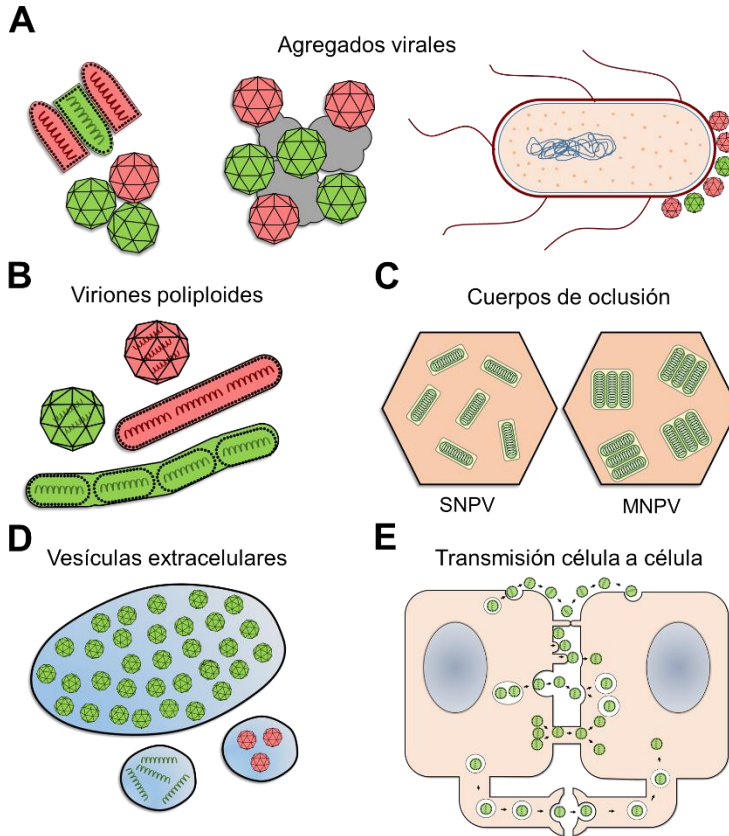 A
Agregados virales
B
Viriones poliploides
C
Cuerpos de oclusión
SNPV
MNPV
D
Vesículas extracelulares
E
Transmisión célula a célula